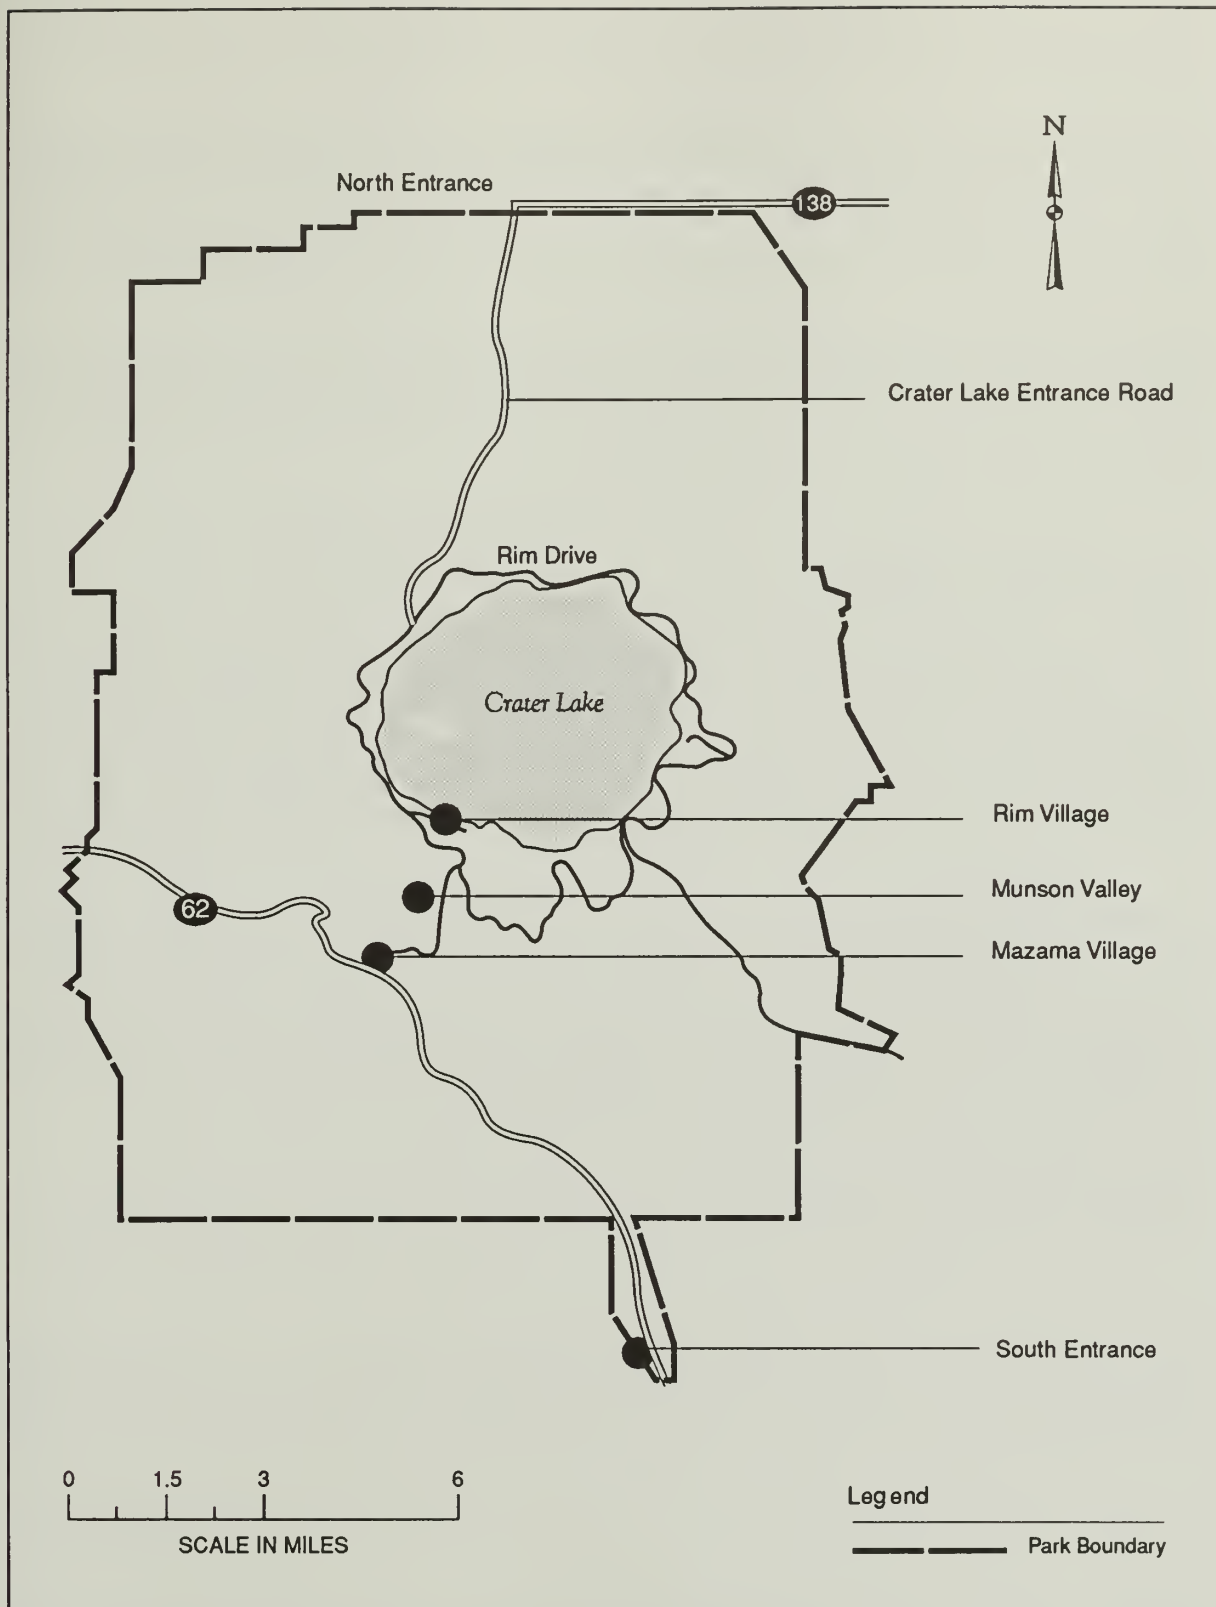 N
North Entrance
138
Crater Lake Entrance Road
Rim Drive
Crater Lake
Rim Village
Munson Valley
62
Mazama Village
South Entrance
0 1.5 3 6
SCALE IN MILES
Legend
Park Boundary